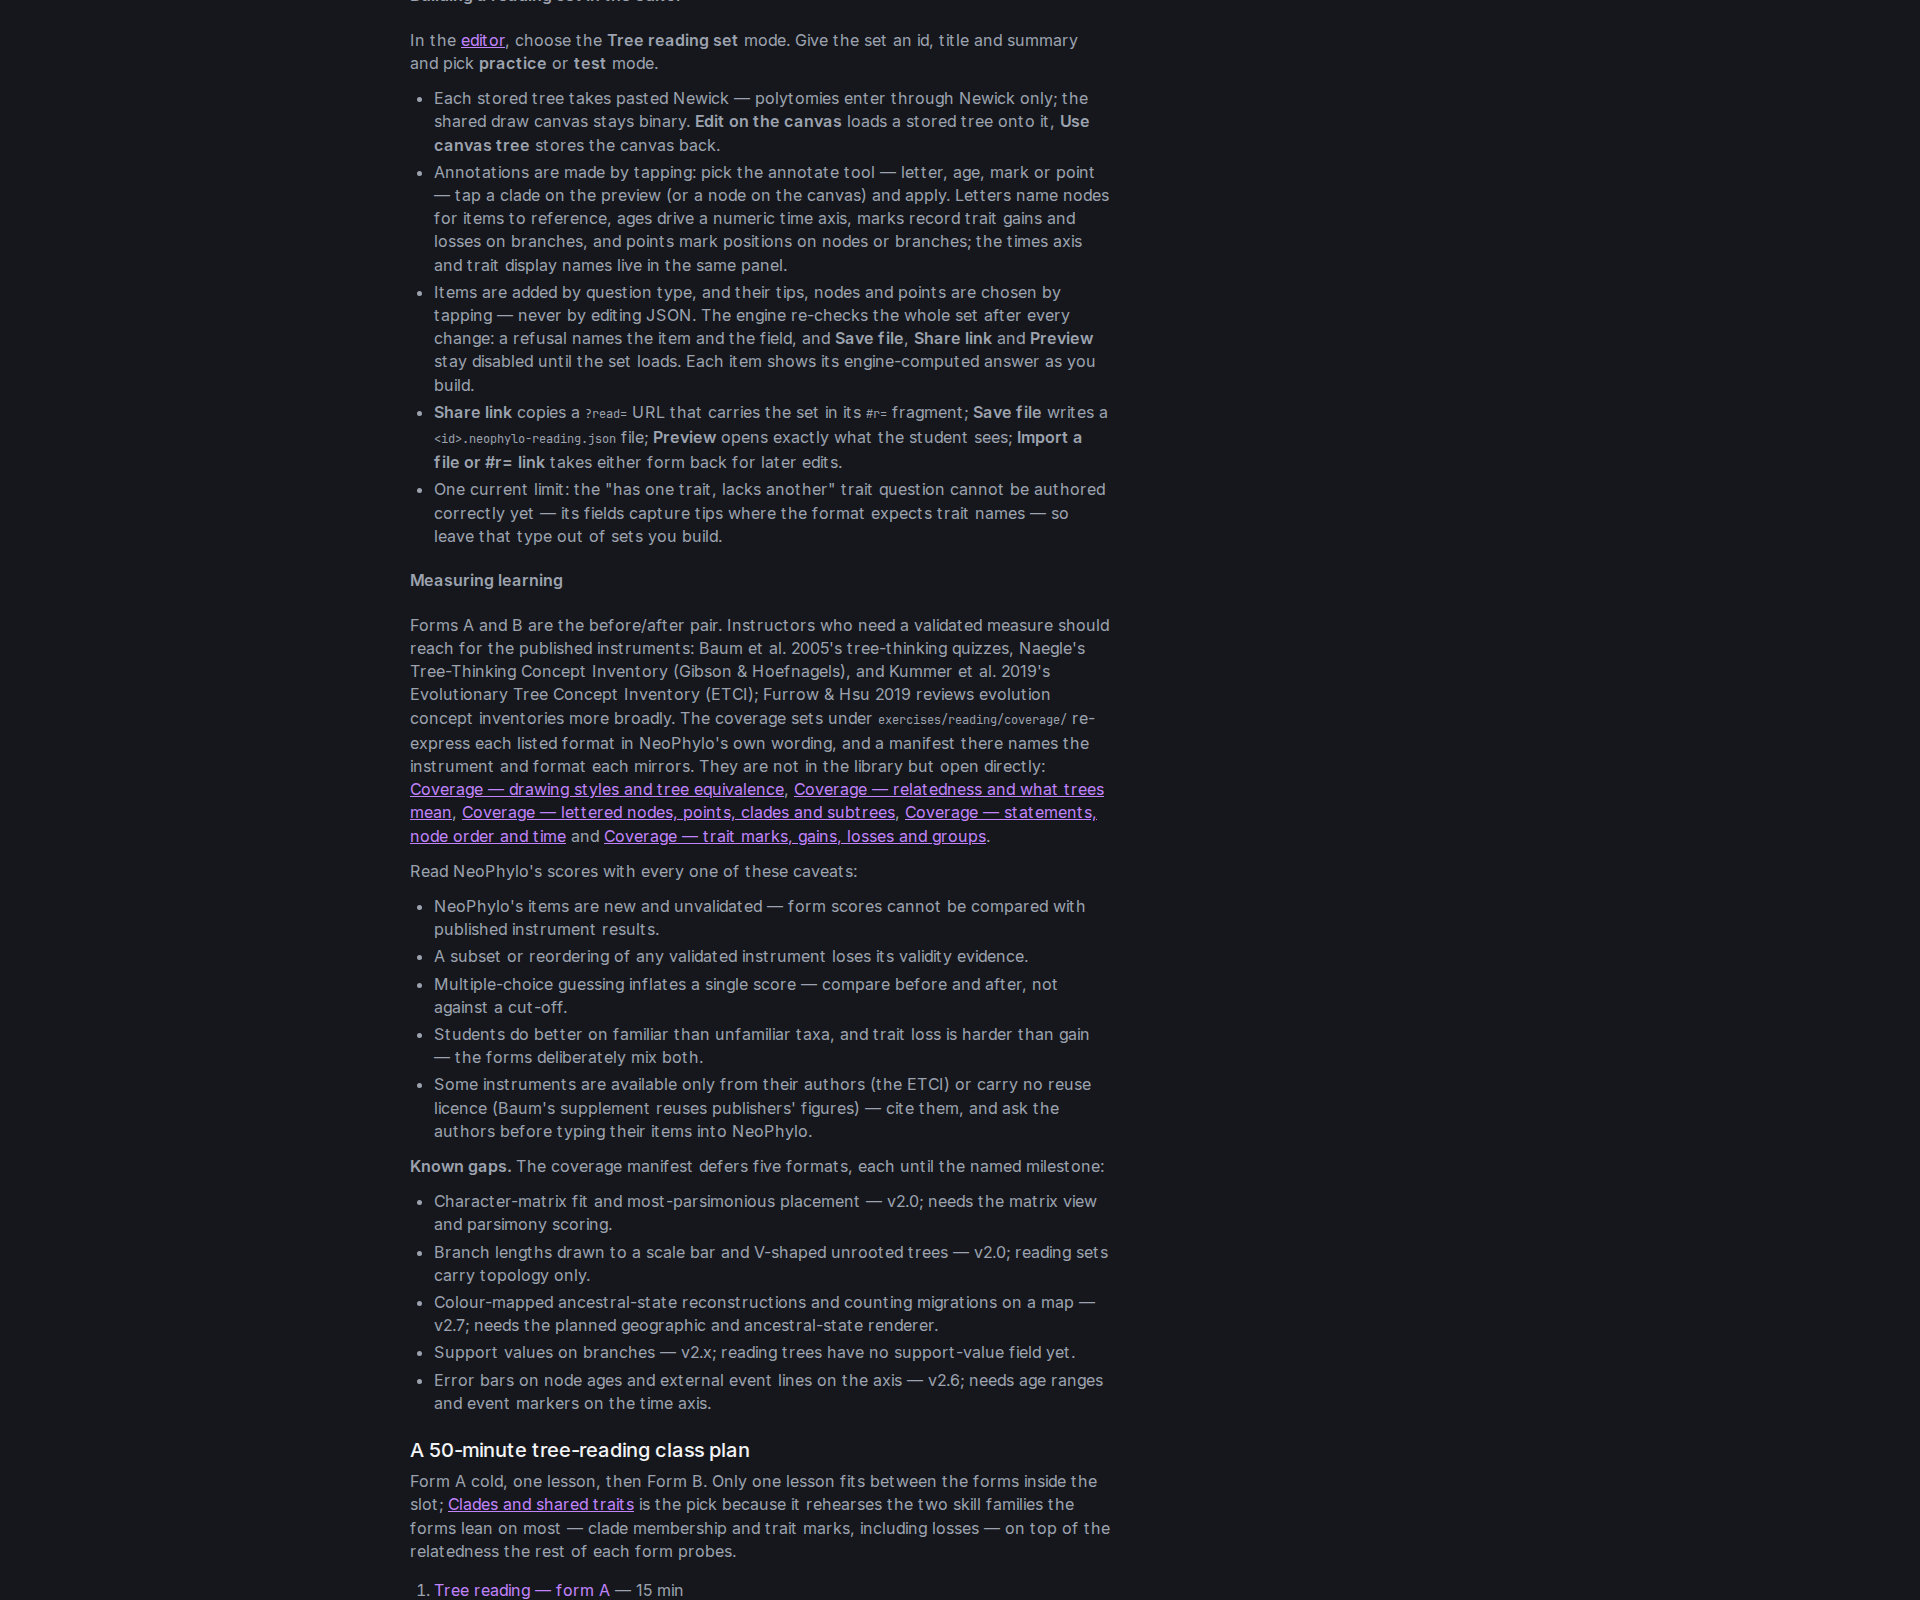 Building a reading set in the editor
In the editor, choose the Tree reading set mode. Give the set an id, title and summary
and pick practice or test mode.
• Each stored tree takes pasted Newick — polytomies enter through Newick only; the
shared draw canvas stays binary. Edit on the canvas loads a stored tree onto it, Use
canvas tree stores the canvas back.
• Annotations are made by tapping: pick the annotate tool — letter, age, mark or point
— tap a clade on the preview (or a node on the canvas) and apply. Letters name nodes
for items to reference, ages drive a numeric time axis, marks record trait gains and
losses on branches, and points mark positions on nodes or branches; the times axis
and trait display names live in the same panel.
• Items are added by question type, and their tips, nodes and points are chosen by
tapping — never by editing JSON. The engine re-checks the whole set after every
change: a refusal names the item and the field, and Save file, Share link and Preview
stay disabled until the set loads. Each item shows its engine-computed answer as you
build.
• Share link copies a ?read= URL that carries the set in its #r= fragment; Save file writes a
<id>.neophylo-reading.json file; Preview opens exactly what the student sees; Import a
file or #r= link takes either form back for later edits.
• One current limit: the "has one trait, lacks another" trait question cannot be authored
correctly yet — its fields capture tips where the format expects trait names — so
leave that type out of sets you build.
Measuring learning
Forms A and B are the before/after pair. Instructors who need a validated measure should
reach for the published instruments: Baum et al. 2005's tree-thinking quizzes, Naegle's
Tree-Thinking Concept Inventory (Gibson & Hoefnagels), and Kummer et al. 2019's
Evolutionary Tree Concept Inventory (ETCI); Furrow & Hsu 2019 reviews evolution
concept inventories more broadly. The coverage sets under exercises/reading/coverage/ re-
express each listed format in NeoPhylo's own wording, and a manifest there names the
instrument and format each mirrors. They are not in the library but open directly:
Coverage — drawing styles and tree equivalence, Coverage — relatedness and what trees
mean, Coverage — lettered nodes, points, clades and subtrees, Coverage — statements,
node order and time and Coverage — trait marks, gains, losses and groups.
Read NeoPhylo's scores with every one of these caveats:
• NeoPhylo's items are new and unvalidated — form scores cannot be compared with
published instrument results.
• A subset or reordering of any validated instrument loses its validity evidence.
• Multiple-choice guessing inflates a single score — compare before and after, not
against a cut-off.
• Students do better on familiar than unfamiliar taxa, and trait loss is harder than gain
— the forms deliberately mix both.
• Some instruments are available only from their authors (the ETCI) or carry no reuse
licence (Baum's supplement reuses publishers' figures) — cite them, and ask the
authors before typing their items into NeoPhylo.
Known gaps. The coverage manifest defers five formats, each until the named milestone:
• Character-matrix fit and most-parsimonious placement — v2.0; needs the matrix view
and parsimony scoring.
• Branch lengths drawn to a scale bar and V-shaped unrooted trees — v2.0; reading sets
carry topology only.
• Colour-mapped ancestral-state reconstructions and counting migrations on a map —
v2.7; needs the planned geographic and ancestral-state renderer.
• Support values on branches — v2.x; reading trees have no support-value field yet.
• Error bars on node ages and external event lines on the axis — v2.6; needs age ranges
and event markers on the time axis.
A 50-minute tree-reading class plan
Form A cold, one lesson, then Form B. Only one lesson fits between the forms inside the
slot; Clades and shared traits is the pick because it rehearses the two skill families the
forms lean on most — clade membership and trait marks, including losses — on top of the
relatedness the rest of each form probes.
1. Tree reading — form A — 15 min